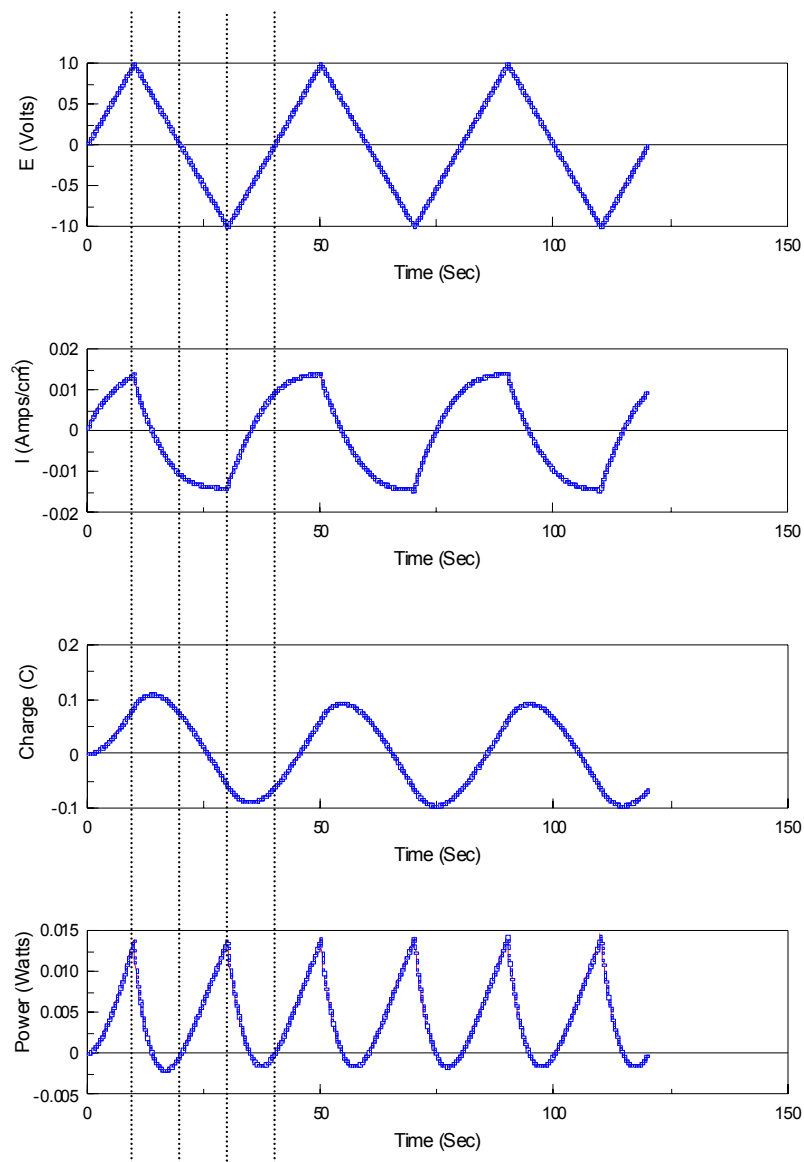 1.0
0.5
0
-0.5
-1.0
E (Volts)
0 50 100 150
Time (Sec)
0.02
0.01
0
-0.01
-0.02
I (Amps/cm²)
0 50 100 150
Time (Sec)
0.2
0.1
0
-0.1
Charge (C)
0 50 100 150
Time (Sec)
0.015
0.010
0.005
0
-0.005
Power (Watts)
0 50 100 150
Time (Sec)